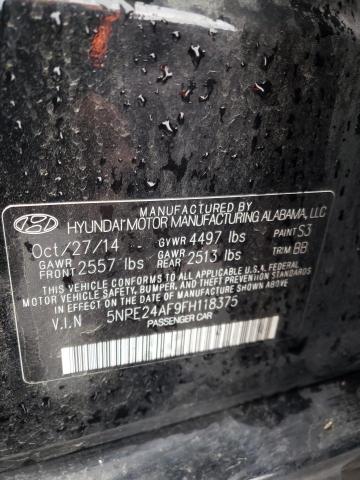 MANUFACTURED BY
HYUNDAI MOTOR MANUFACTURING ALABAMA, LLC
Oct/27/14 GVWR 4497 lbs PAINT S3
GAWR FRONT 2557 lbs GAWR REAR 2513 lbs TRIM BB
THIS VEHICLE CONFORMS TO ALL APPLICABLE U.S.A. FEDERAL
MOTOR VEHICLE SAFETY, BUMPER, AND THEFT PREVENTION
STANDARDS IN EFFECT ON THE DATE OF MANUFACTURE SHOWN ABOVE.
V.I.N 5NPE24AF9FH118375
PASSENGER CAR